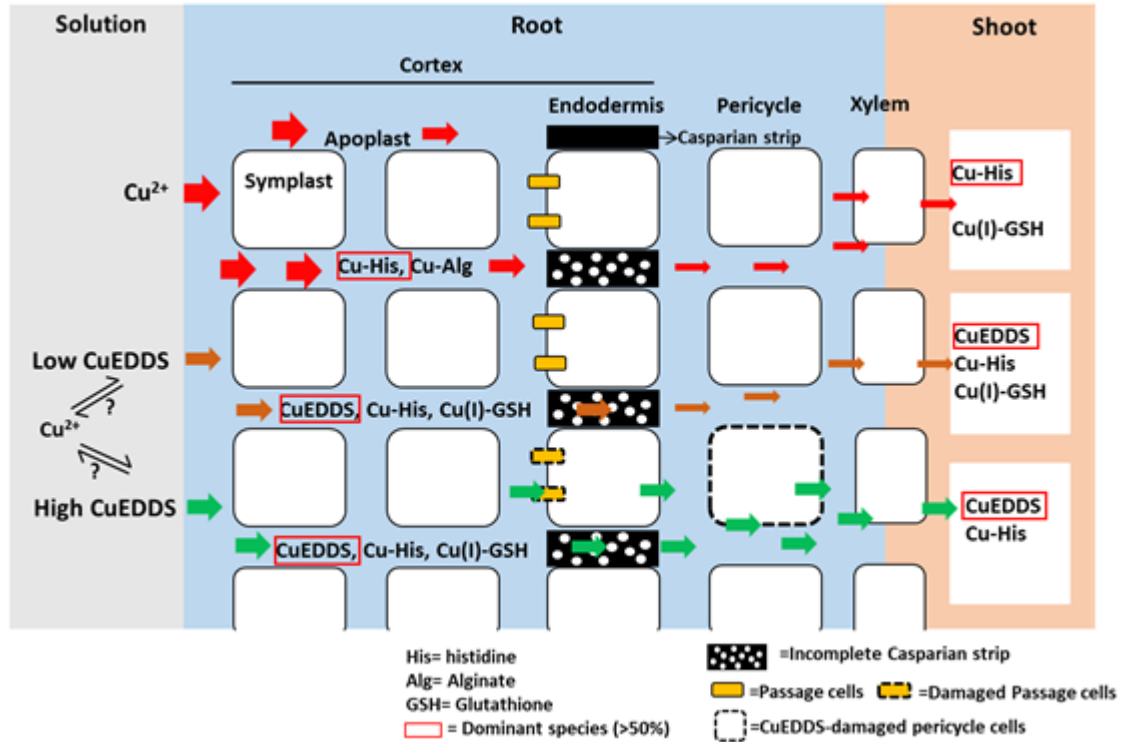 Solution
Root
Shoot
Cortex
Endodermis
Pericycle
Xylem
Apoplast
→Casparian strip
Symplast
Cu²⁺
Cu-His
Cu(I)-GSH
Cu-His, Cu-Alg
Low CuEDDS
CuEDDS
Cu-His
Cu(I)-GSH
?
CuEDDS, Cu-His, Cu(I)-GSH
Cu²⁺
?
High CuEDDS
CuEDDS
Cu-His
CuEDDS, Cu-His, Cu(I)-GSH
His= histidine
Alg= Alginate
GSH= Glutathione
= Dominant species (>50%)
=Incomplete Casparian strip
=Passage cells
=Damaged Passage cells
=CuEDDS-damaged pericycle cells